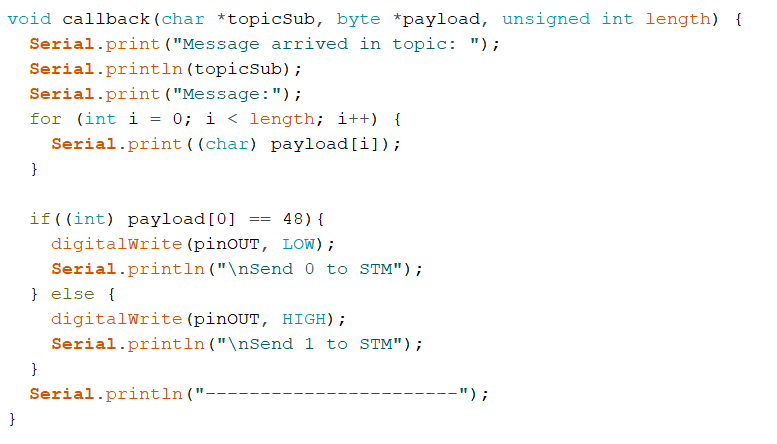 void callback(char *topicSub, byte *payload, unsigned int length) {
  Serial.print("Message arrived in topic: ");
  Serial.println(topicSub);
  Serial.print("Message:");
  for (int i = 0; i < length; i++) {
    Serial.print((char) payload[i]);
  }

  if((int) payload[0] == 48){
    digitalWrite(pinOUT, LOW);
    Serial.println("\nSend 0 to STM");
  } else {
    digitalWrite(pinOUT, HIGH);
    Serial.println("\nSend 1 to STM");
  }
  Serial.println("-----------------------");
}